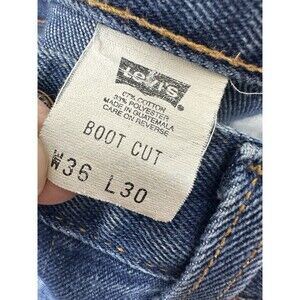 Levi's
67% COTTON
33% POLYESTER
MADE IN GUATEMALA
CARE ON REVERSE
BOOT CUT
W36 L30